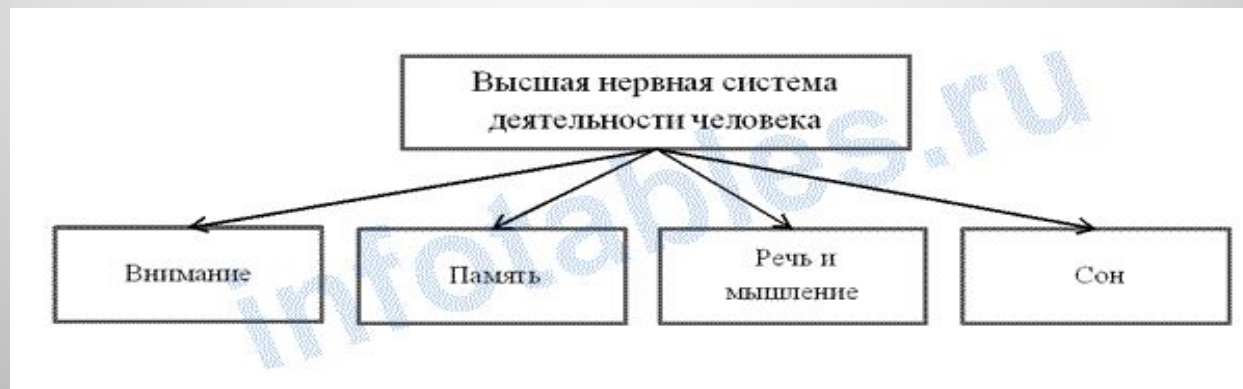 Высшая нервная система
деятельности человека
Внимание
Память
Речь и
мышление
Сон
infotables.ru